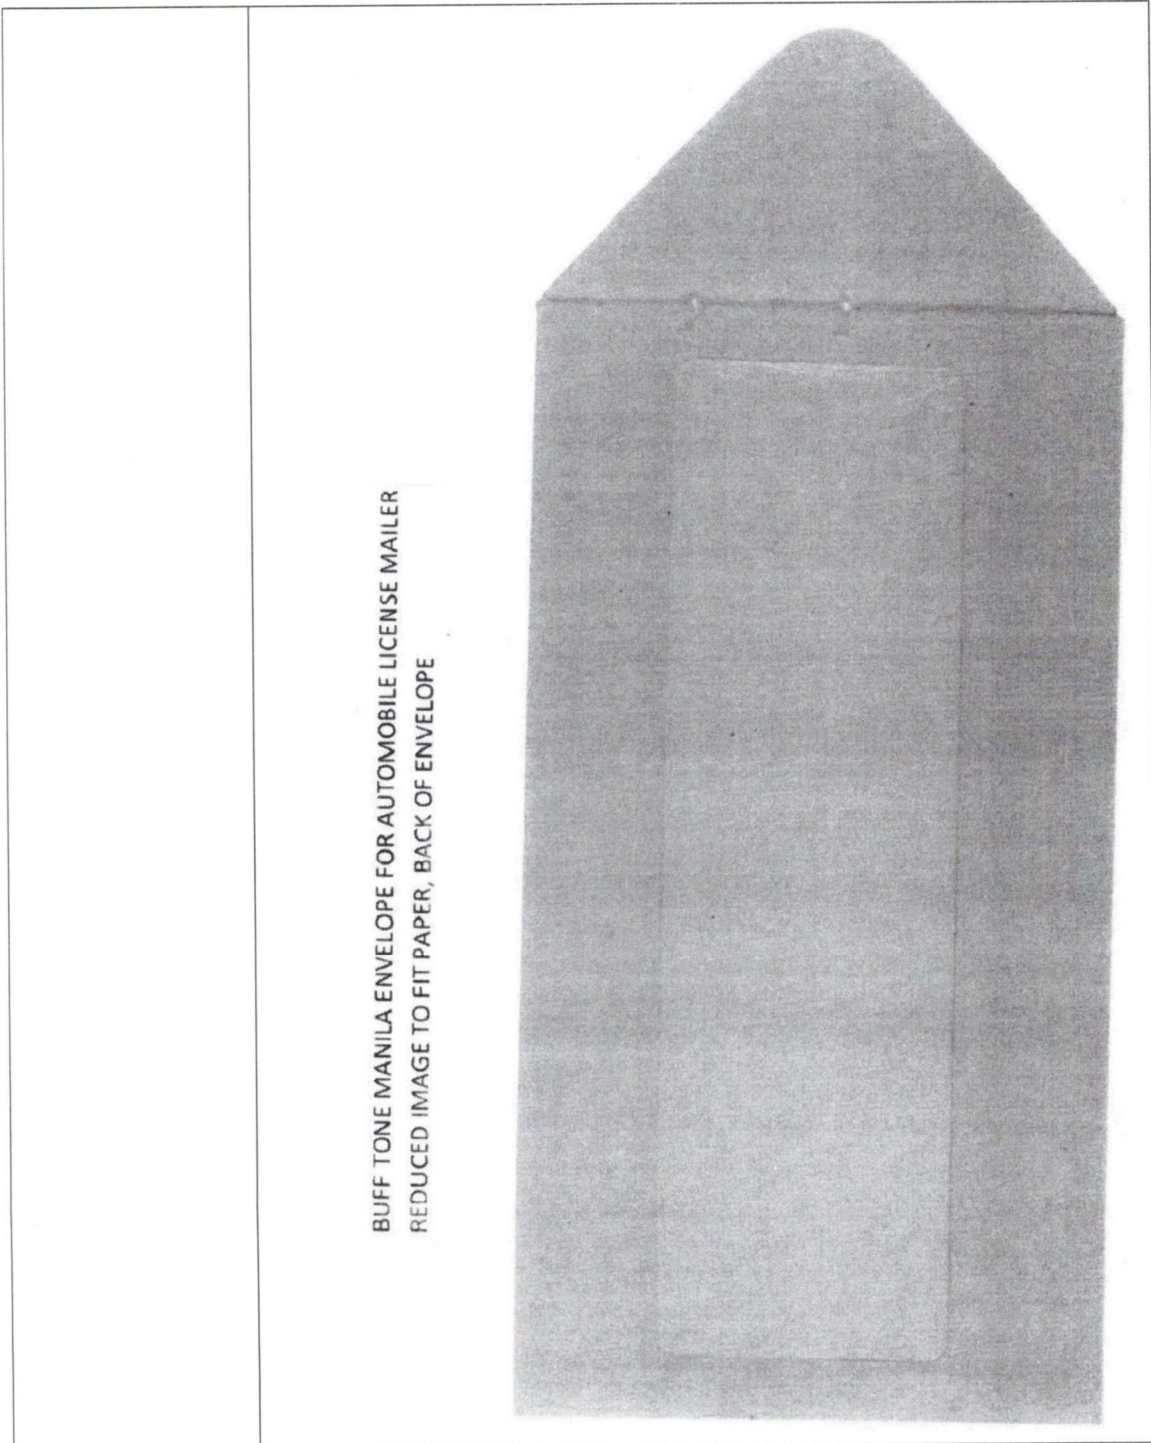 BUFF TONE MANILA ENVELOPE FOR AUTOMOBILE LICENSE MAILER
REDUCED IMAGE TO FIT PAPER, BACK OF ENVELOPE